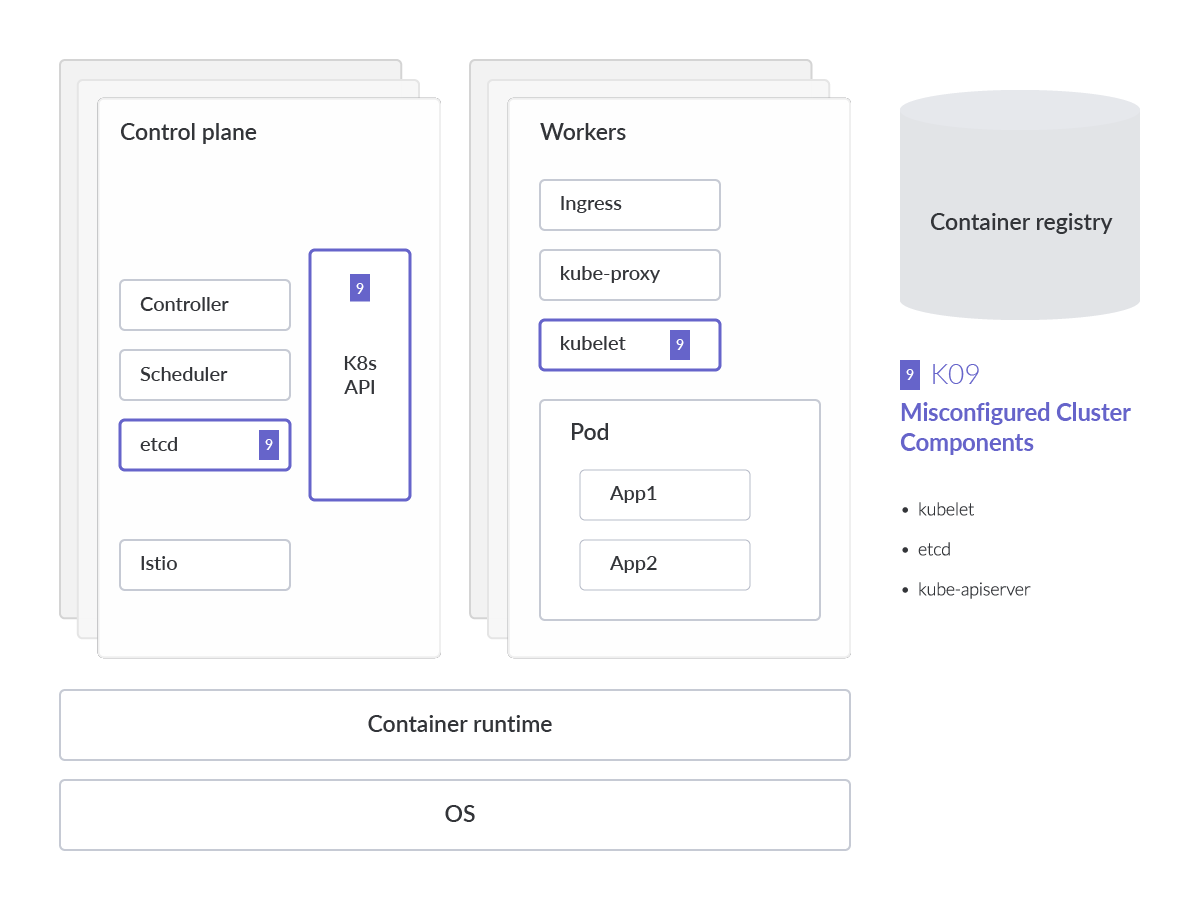 Control plane
9
K8s
API
Controller
Scheduler
etcd 9
Istio
Workers
Ingress
kube-proxy
kubelet 9
Pod
App1
App2
Container registry
9 K09
Misconfigured Cluster
Components
• kubelet
• etcd
• kube-apiserver
Container runtime
OS